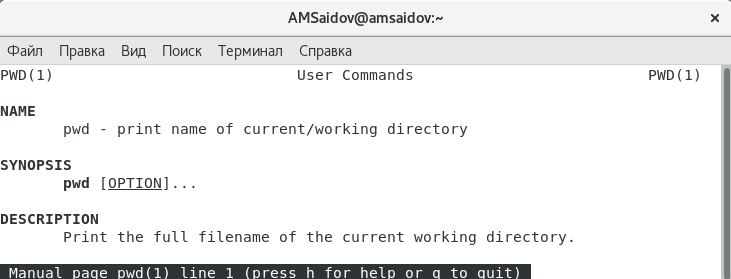 AMSaidov@amsaidov:~
Файл Правка Вид Поиск Терминал Справка
PWD(1) User Commands PWD(1)
NAME
pwd - print name of current/working directory
SYNOPSIS
pwd [OPTION]...
DESCRIPTION
Print the full filename of the current working directory.
Manual page pwd(1) line 1 (press h for help or q to quit)